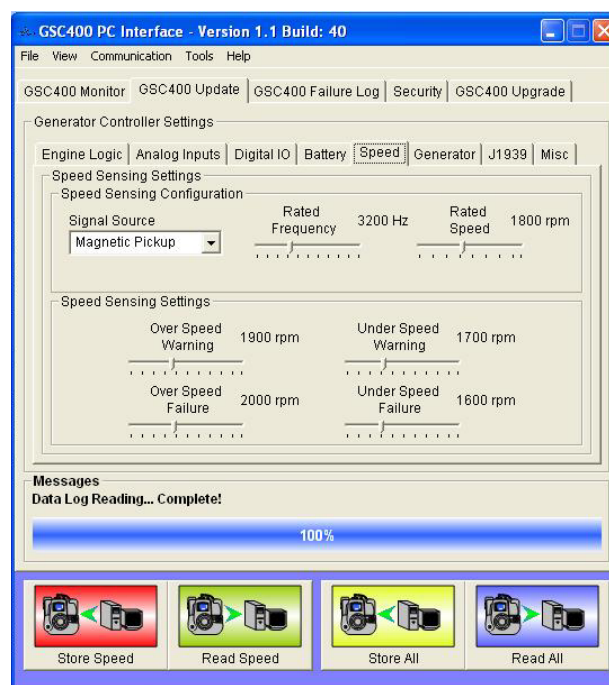 GSC400 PC Interface - Version 1.1 Build: 40
File View Communication Tools Help
GSC400 Monitor GSC400 Update GSC400 Failure Log Security GSC400 Upgrade
Generator Controller Settings
Engine Logic Analog Inputs Digital IO Battery Speed Generator J1939 Misc
Speed Sensing Settings
Speed Sensing Configuration
Signal Source
Magnetic Pickup
Rated
Frequency
3200 Hz
Rated
Speed
1800 rpm
Speed Sensing Settings
Over Speed
Warning
1900 rpm
Under Speed
Warning
1700 rpm
Over Speed
Failure
2000 rpm
Under Speed
Failure
1600 rpm
Messages
Data Log Reading... Complete!
100%
Store Speed Read Speed Store All Read All